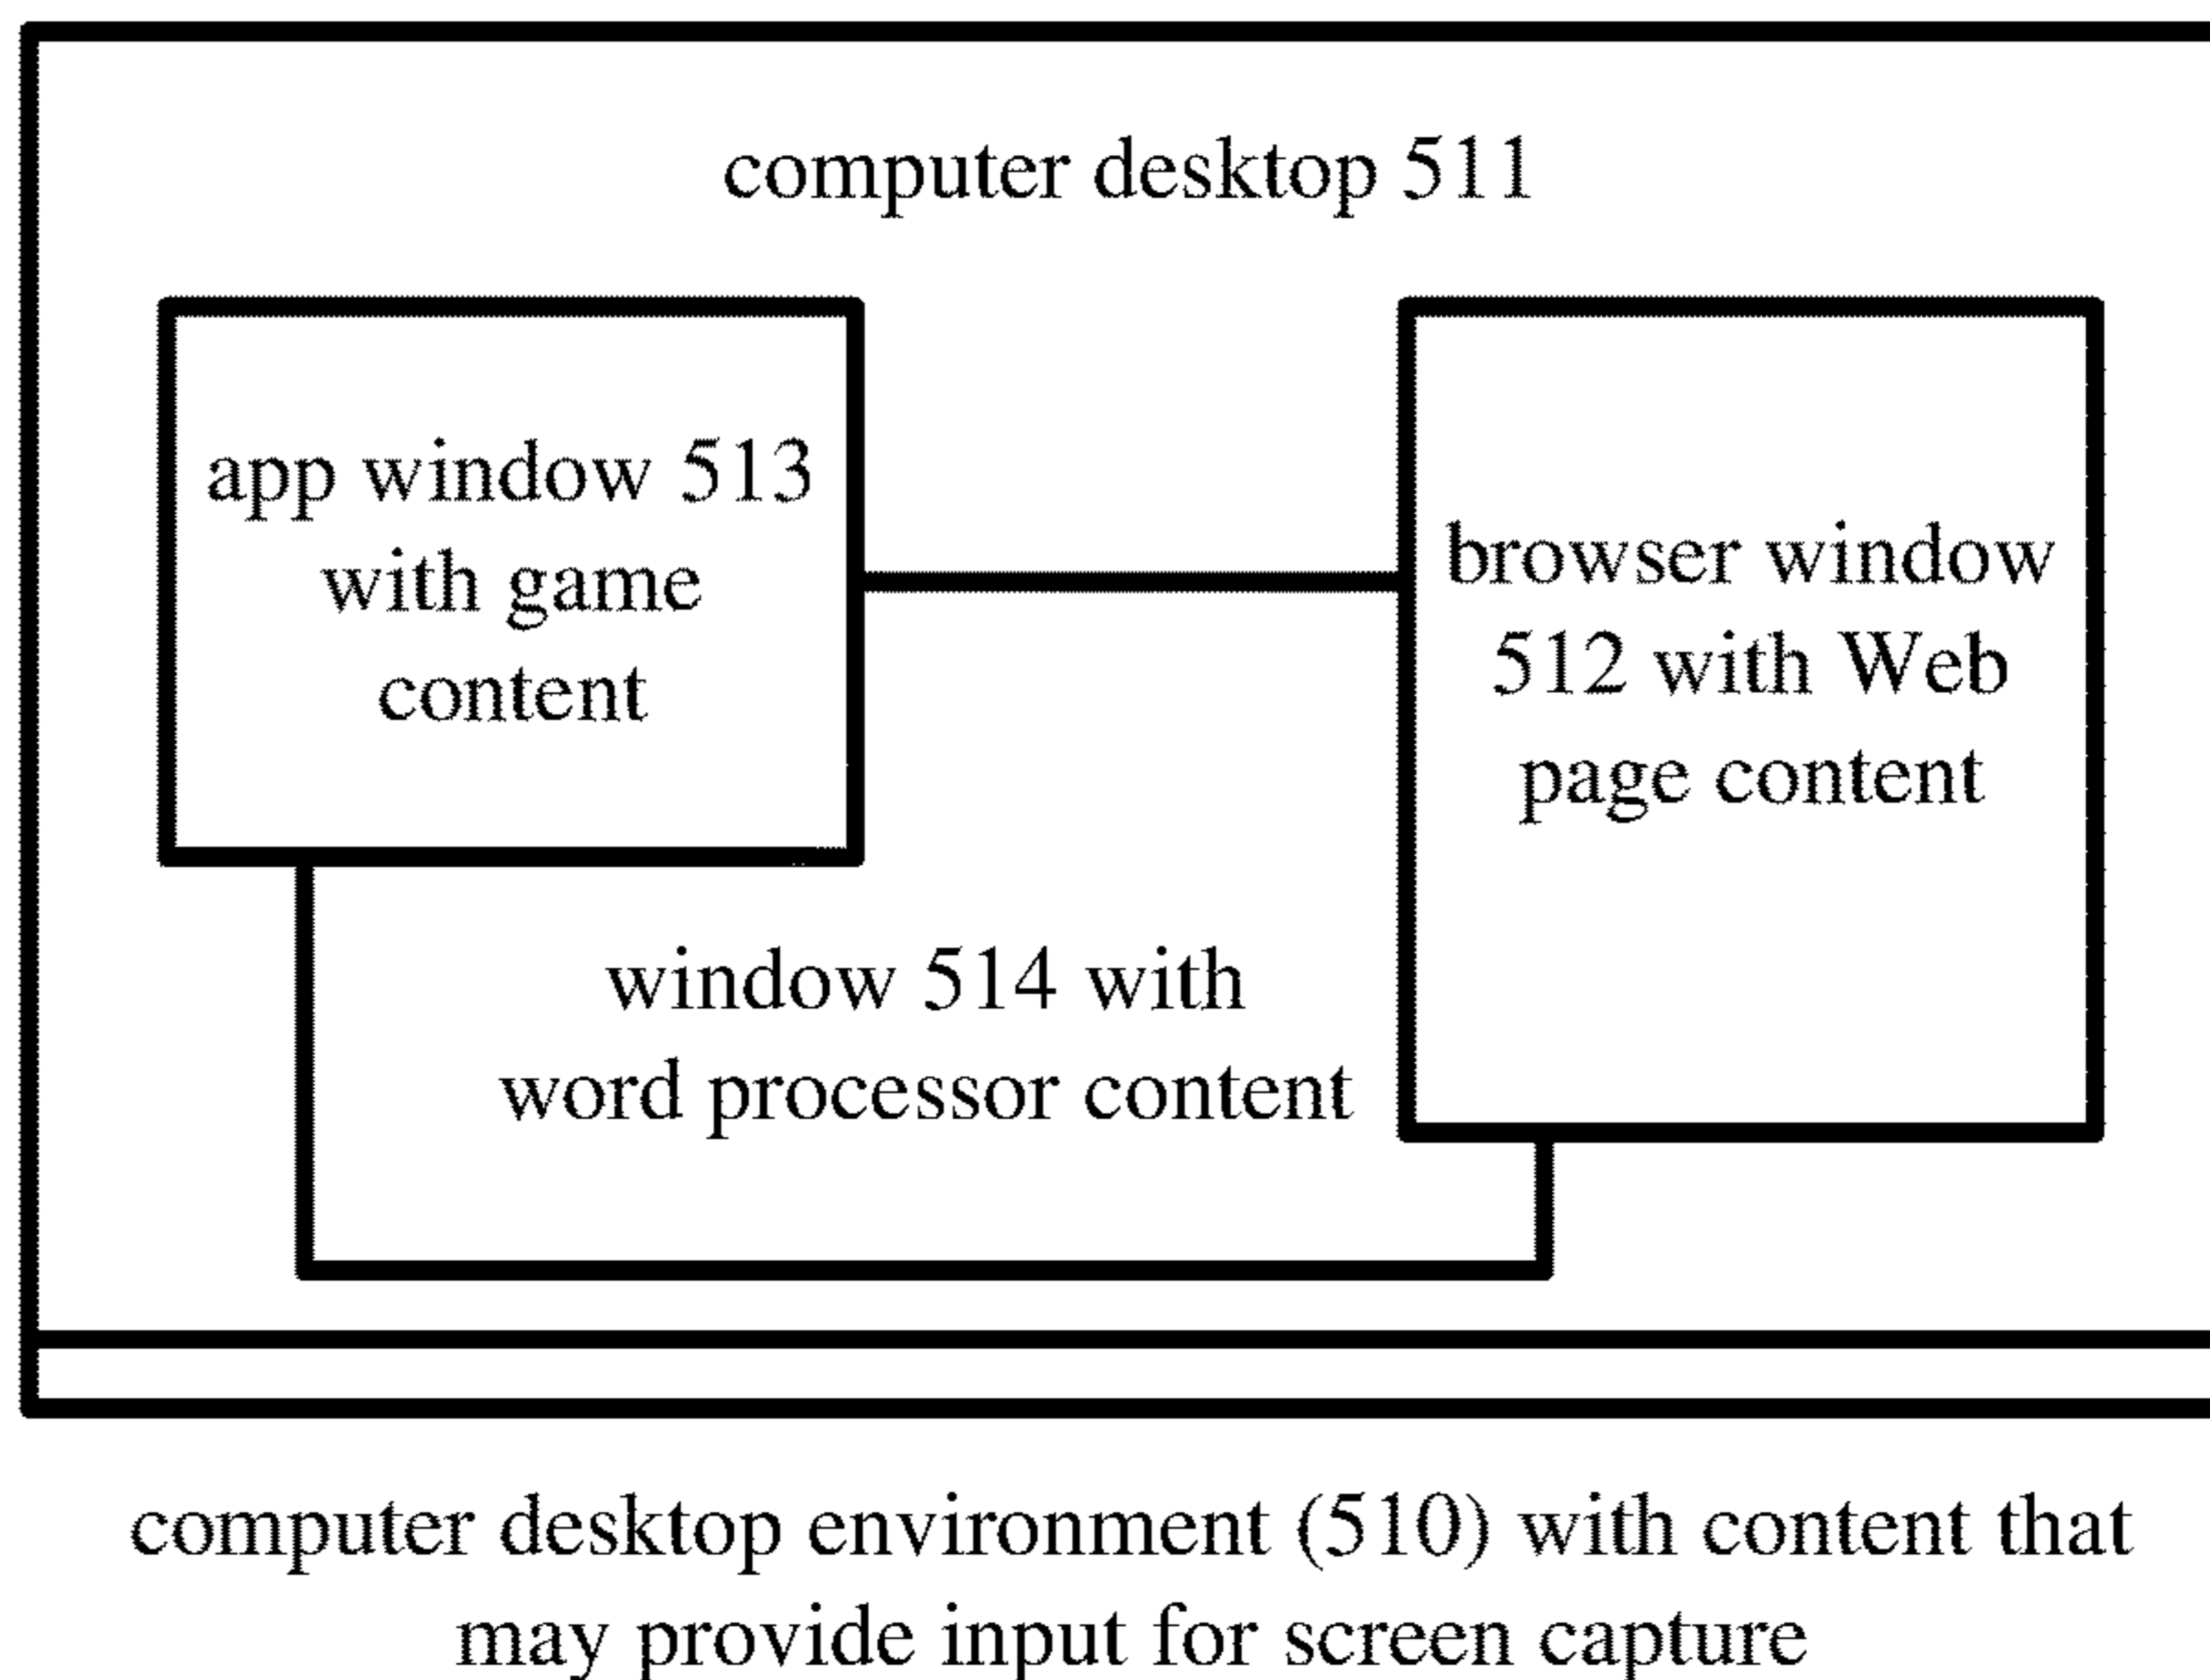 computer desktop 511
app window 513
with game
content
browser window
512 with Web
page content
window 514 with
word processor content
computer desktop environment (510) with content that
may provide input for screen capture